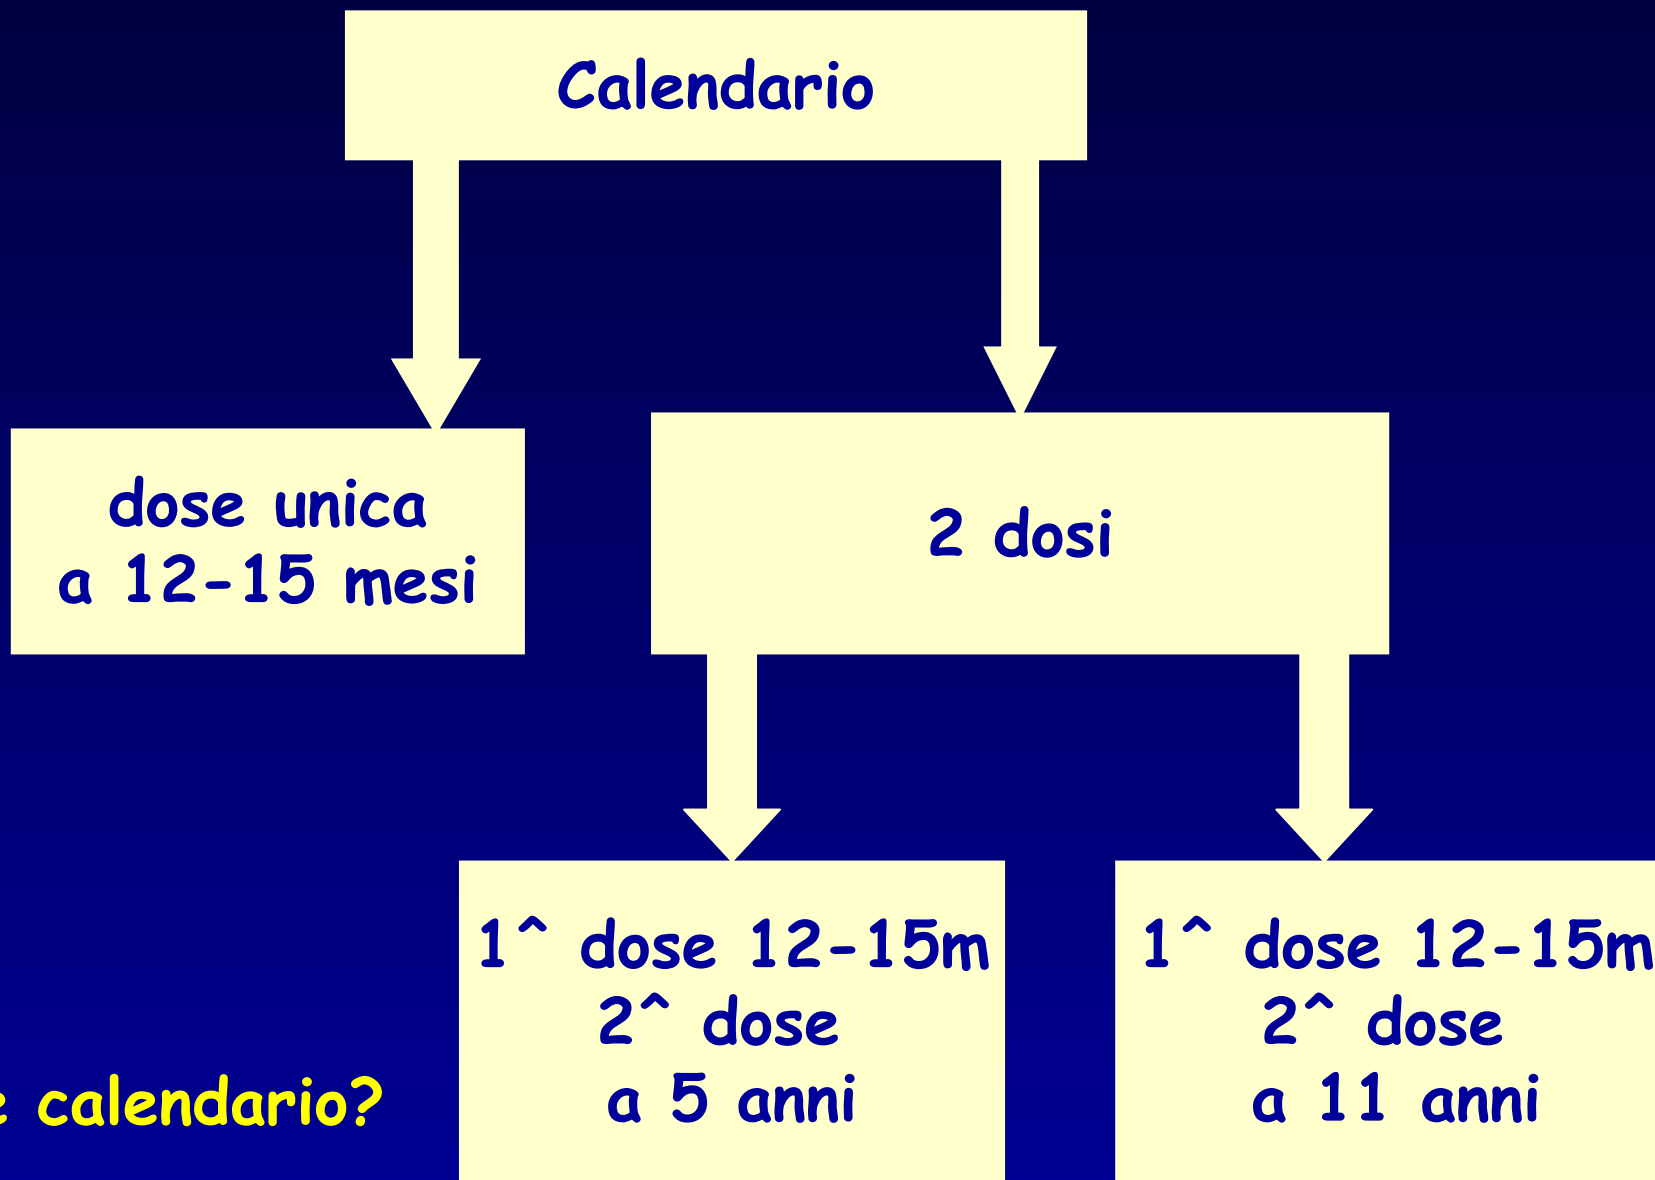 Calendario
dose unica
a 12-15 mesi
2 dosi
1^ dose 12-15m
2^ dose
a 5 anni
1^ dose 12-15m
2^ dose
a 11 anni
calendario?